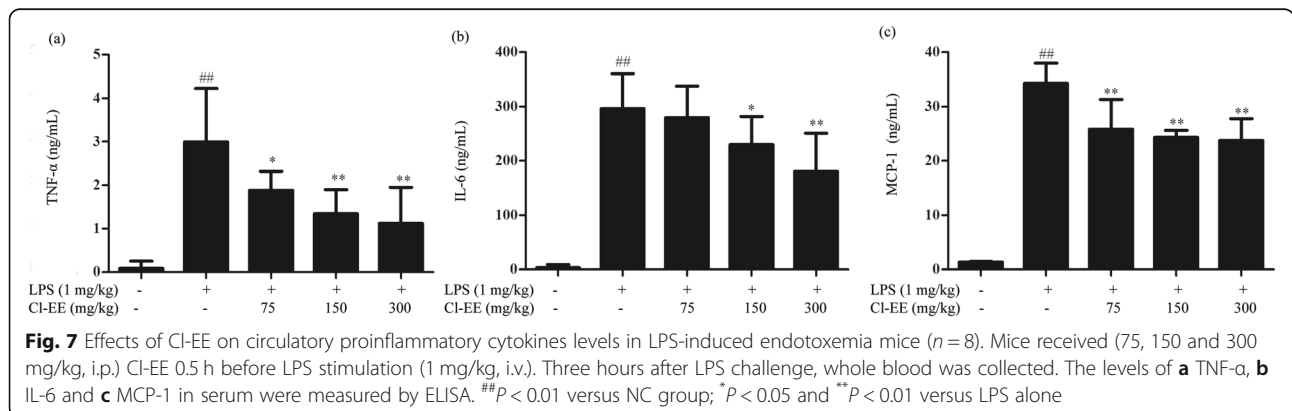 (a)
5
4
3
2
1
0
TNF-α (ng/mL)
##
*
**
**
LPS (1 mg/kg) - + + + +
Cl-EE (mg/kg) - - 75 150 300
(b)
400
300
200
100
0
IL-6 (ng/mL)
##
*
**
LPS (1 mg/kg) - + + + +
Cl-EE (mg/kg) - - 75 150 300
(c)
40
30
20
10
0
MCP-1 (ng/mL)
##
**
**
**
LPS (1 mg/kg) - + + + +
Cl-EE (mg/kg) - - 75 150 300
Fig. 7 Effects of Cl-EE on circulatory proinflammatory cytokines levels in LPS-induced endotoxemia mice (n = 8). Mice received (75, 150 and 300
mg/kg, i.p.) Cl-EE 0.5 h before LPS stimulation (1 mg/kg, i.v.). Three hours after LPS challenge, whole blood was collected. The levels of a TNF-α, b
IL-6 and c MCP-1 in serum were measured by ELISA. ##P < 0.01 versus NC group; *P < 0.05 and **P < 0.01 versus LPS alone